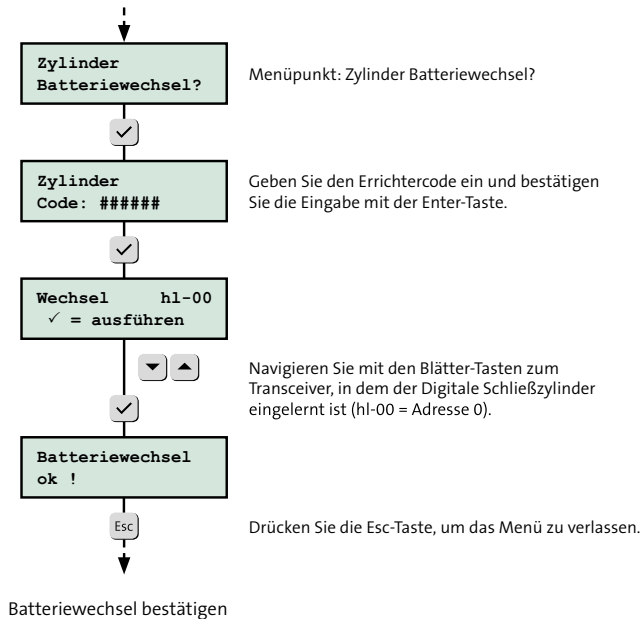 Zylinder
Batteriewechsel?
Menüpunkt: Zylinder Batteriewechsel?
✓
Zylinder
Code: ######
Geben Sie den Errichtercode ein und bestätigen
Sie die Eingabe mit der Enter-Taste.
✓
Wechsel hl-00
✓ = ausführen
Navigieren Sie mit den Blätter-Tasten zum
Transceiver, in dem der Digitale Schließzylinder
eingelernt ist (hl-00 = Adresse 0).
✓
Batteriewechsel
ok !
Esc
Drücken Sie die Esc-Taste, um das Menü zu verlassen.
Batteriewechsel bestätigen